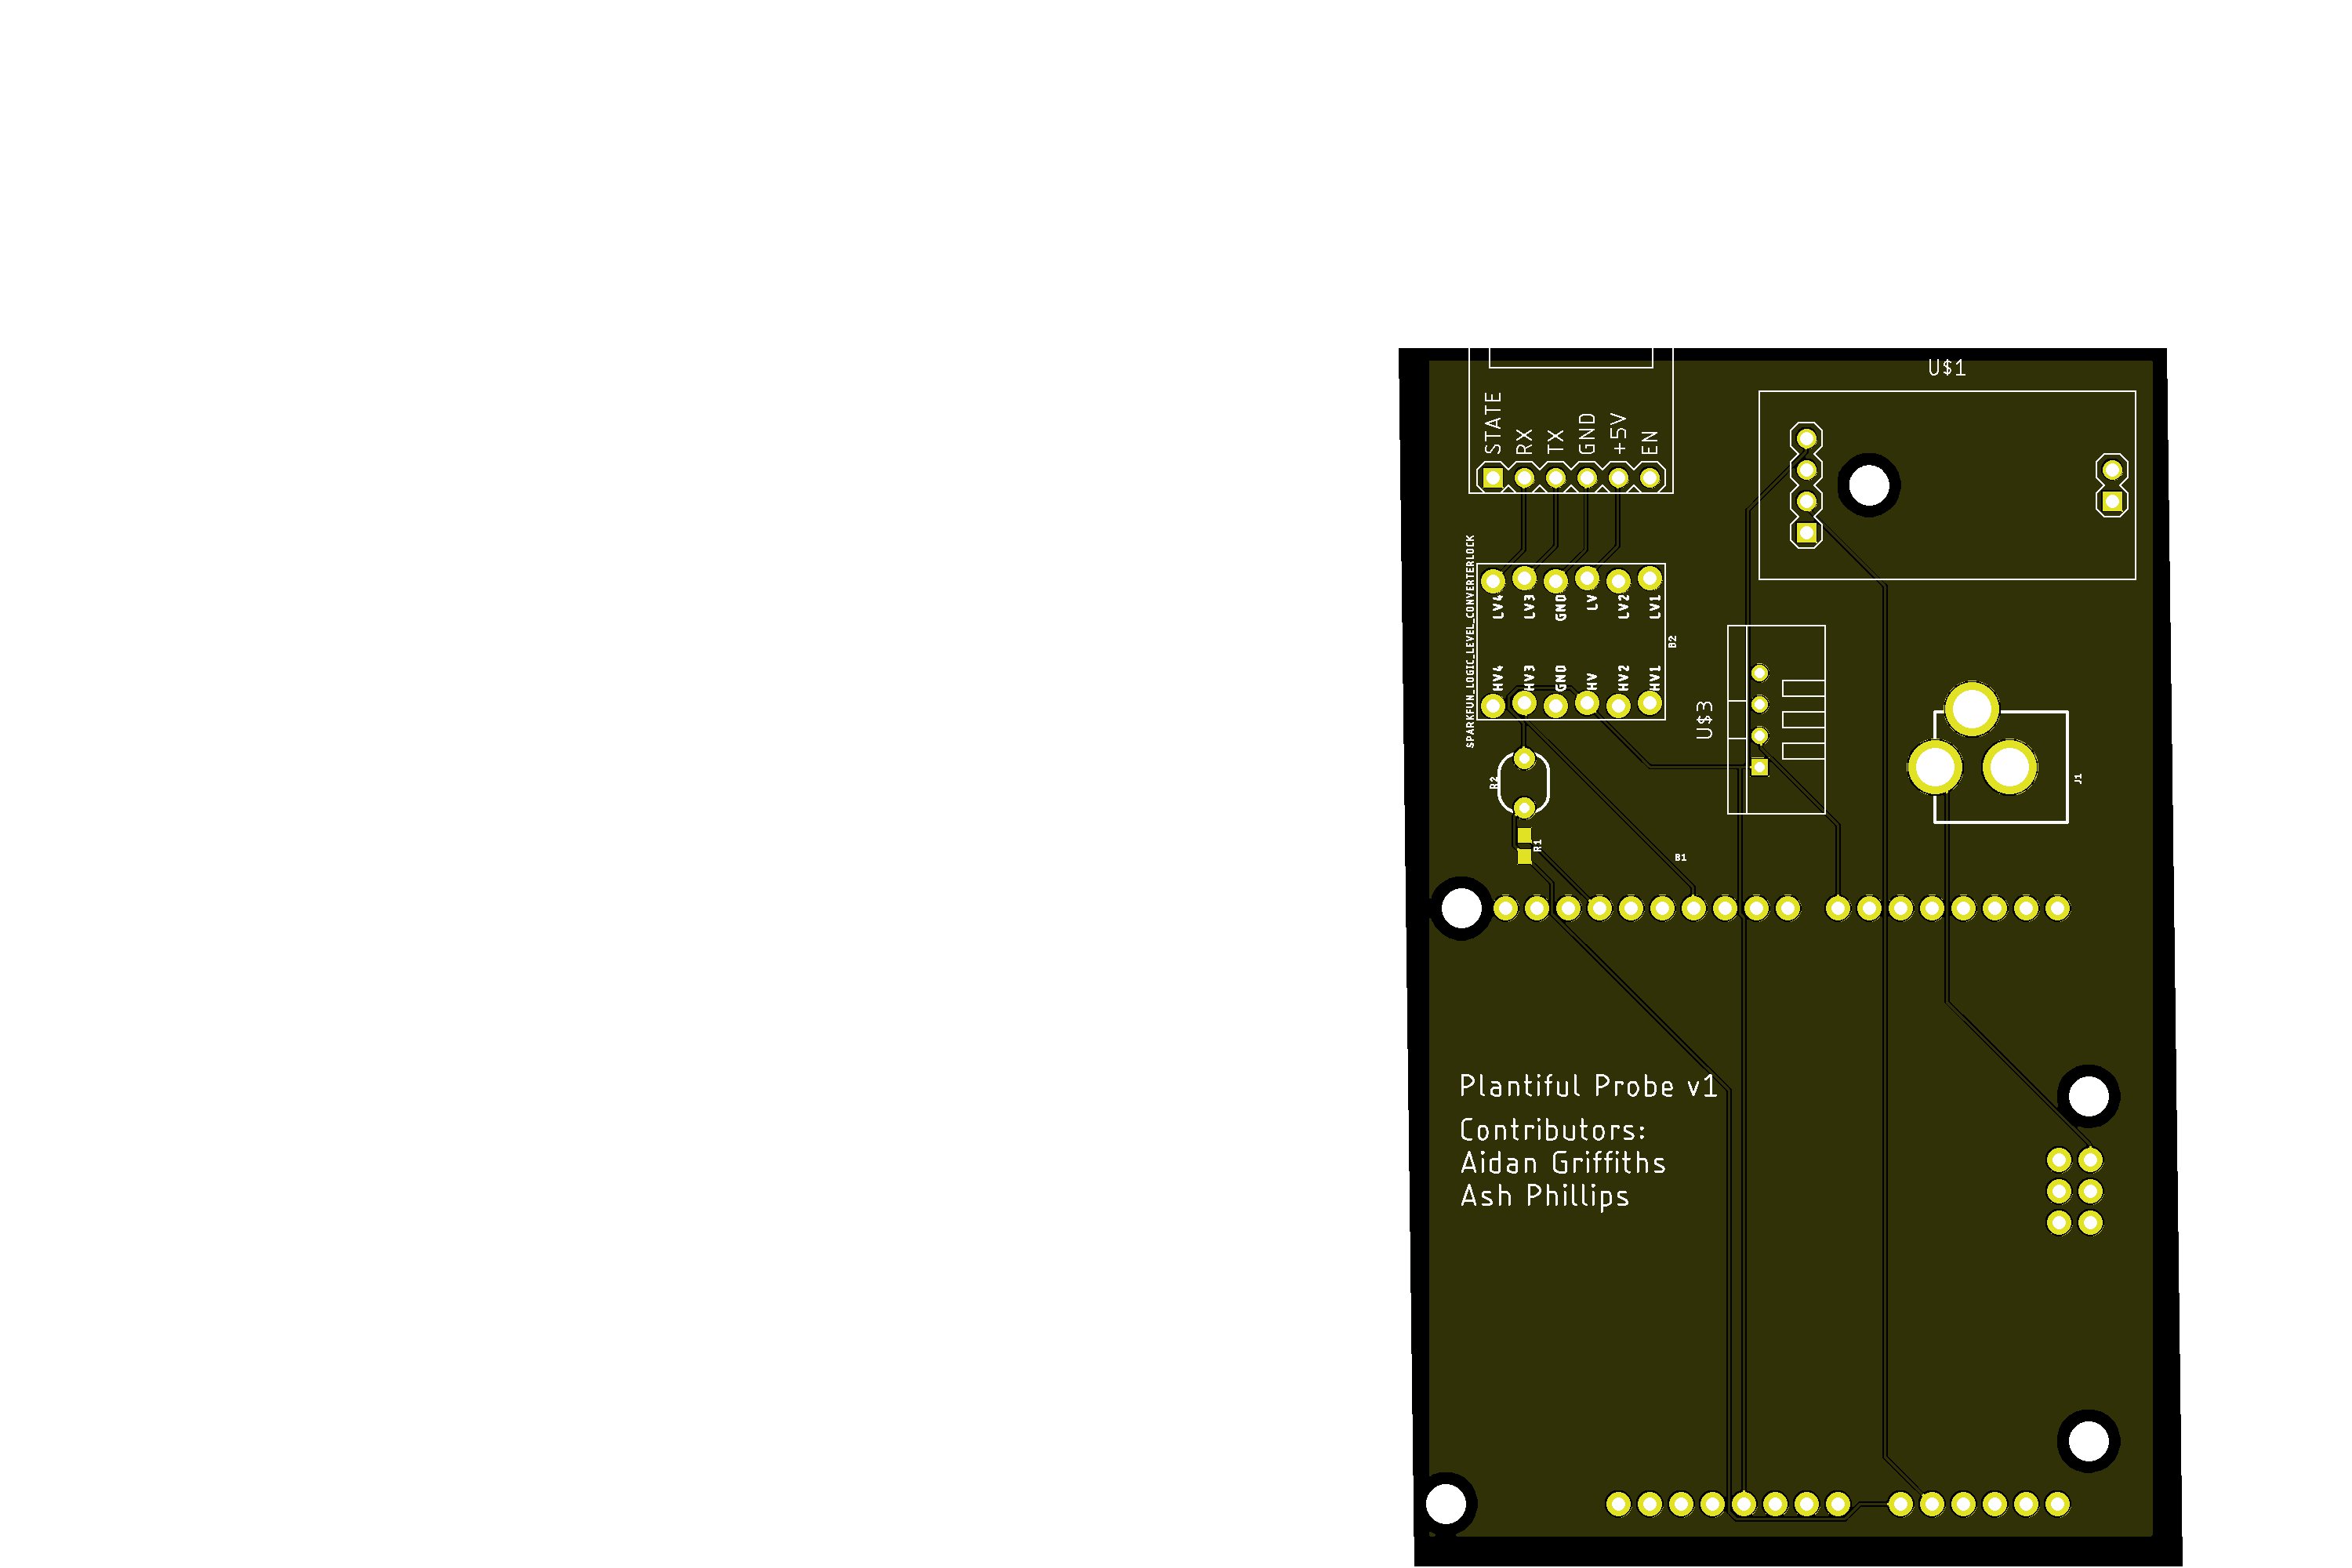 U$1
STATE
RX
TX
GND
+5V
EN
SPARKFUN_LOGIC_LEVEL_CONVERTERLOCK
LV4
LV3
GND
LV
LV2
LV1
B2
HV4
HV3
GND
HV
HV2
HV1
U$3
R2
J1
R1
B1
Plantiful Probe v1
Contributors:
Aidan Griffiths
Ash Phillips